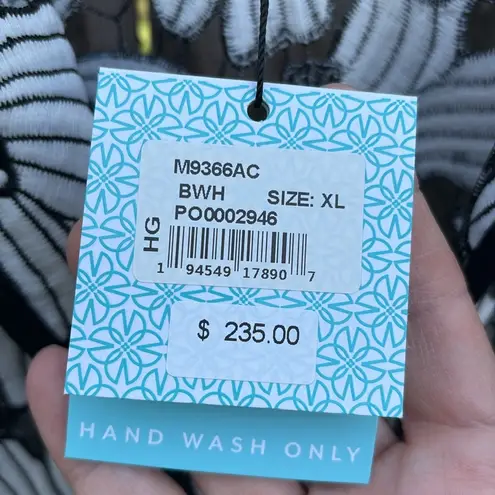 M9366AC
BWH SIZE: XL
PO0002946
HG
1 94549 17890 7
$ 235.00
HAND WASH ONLY